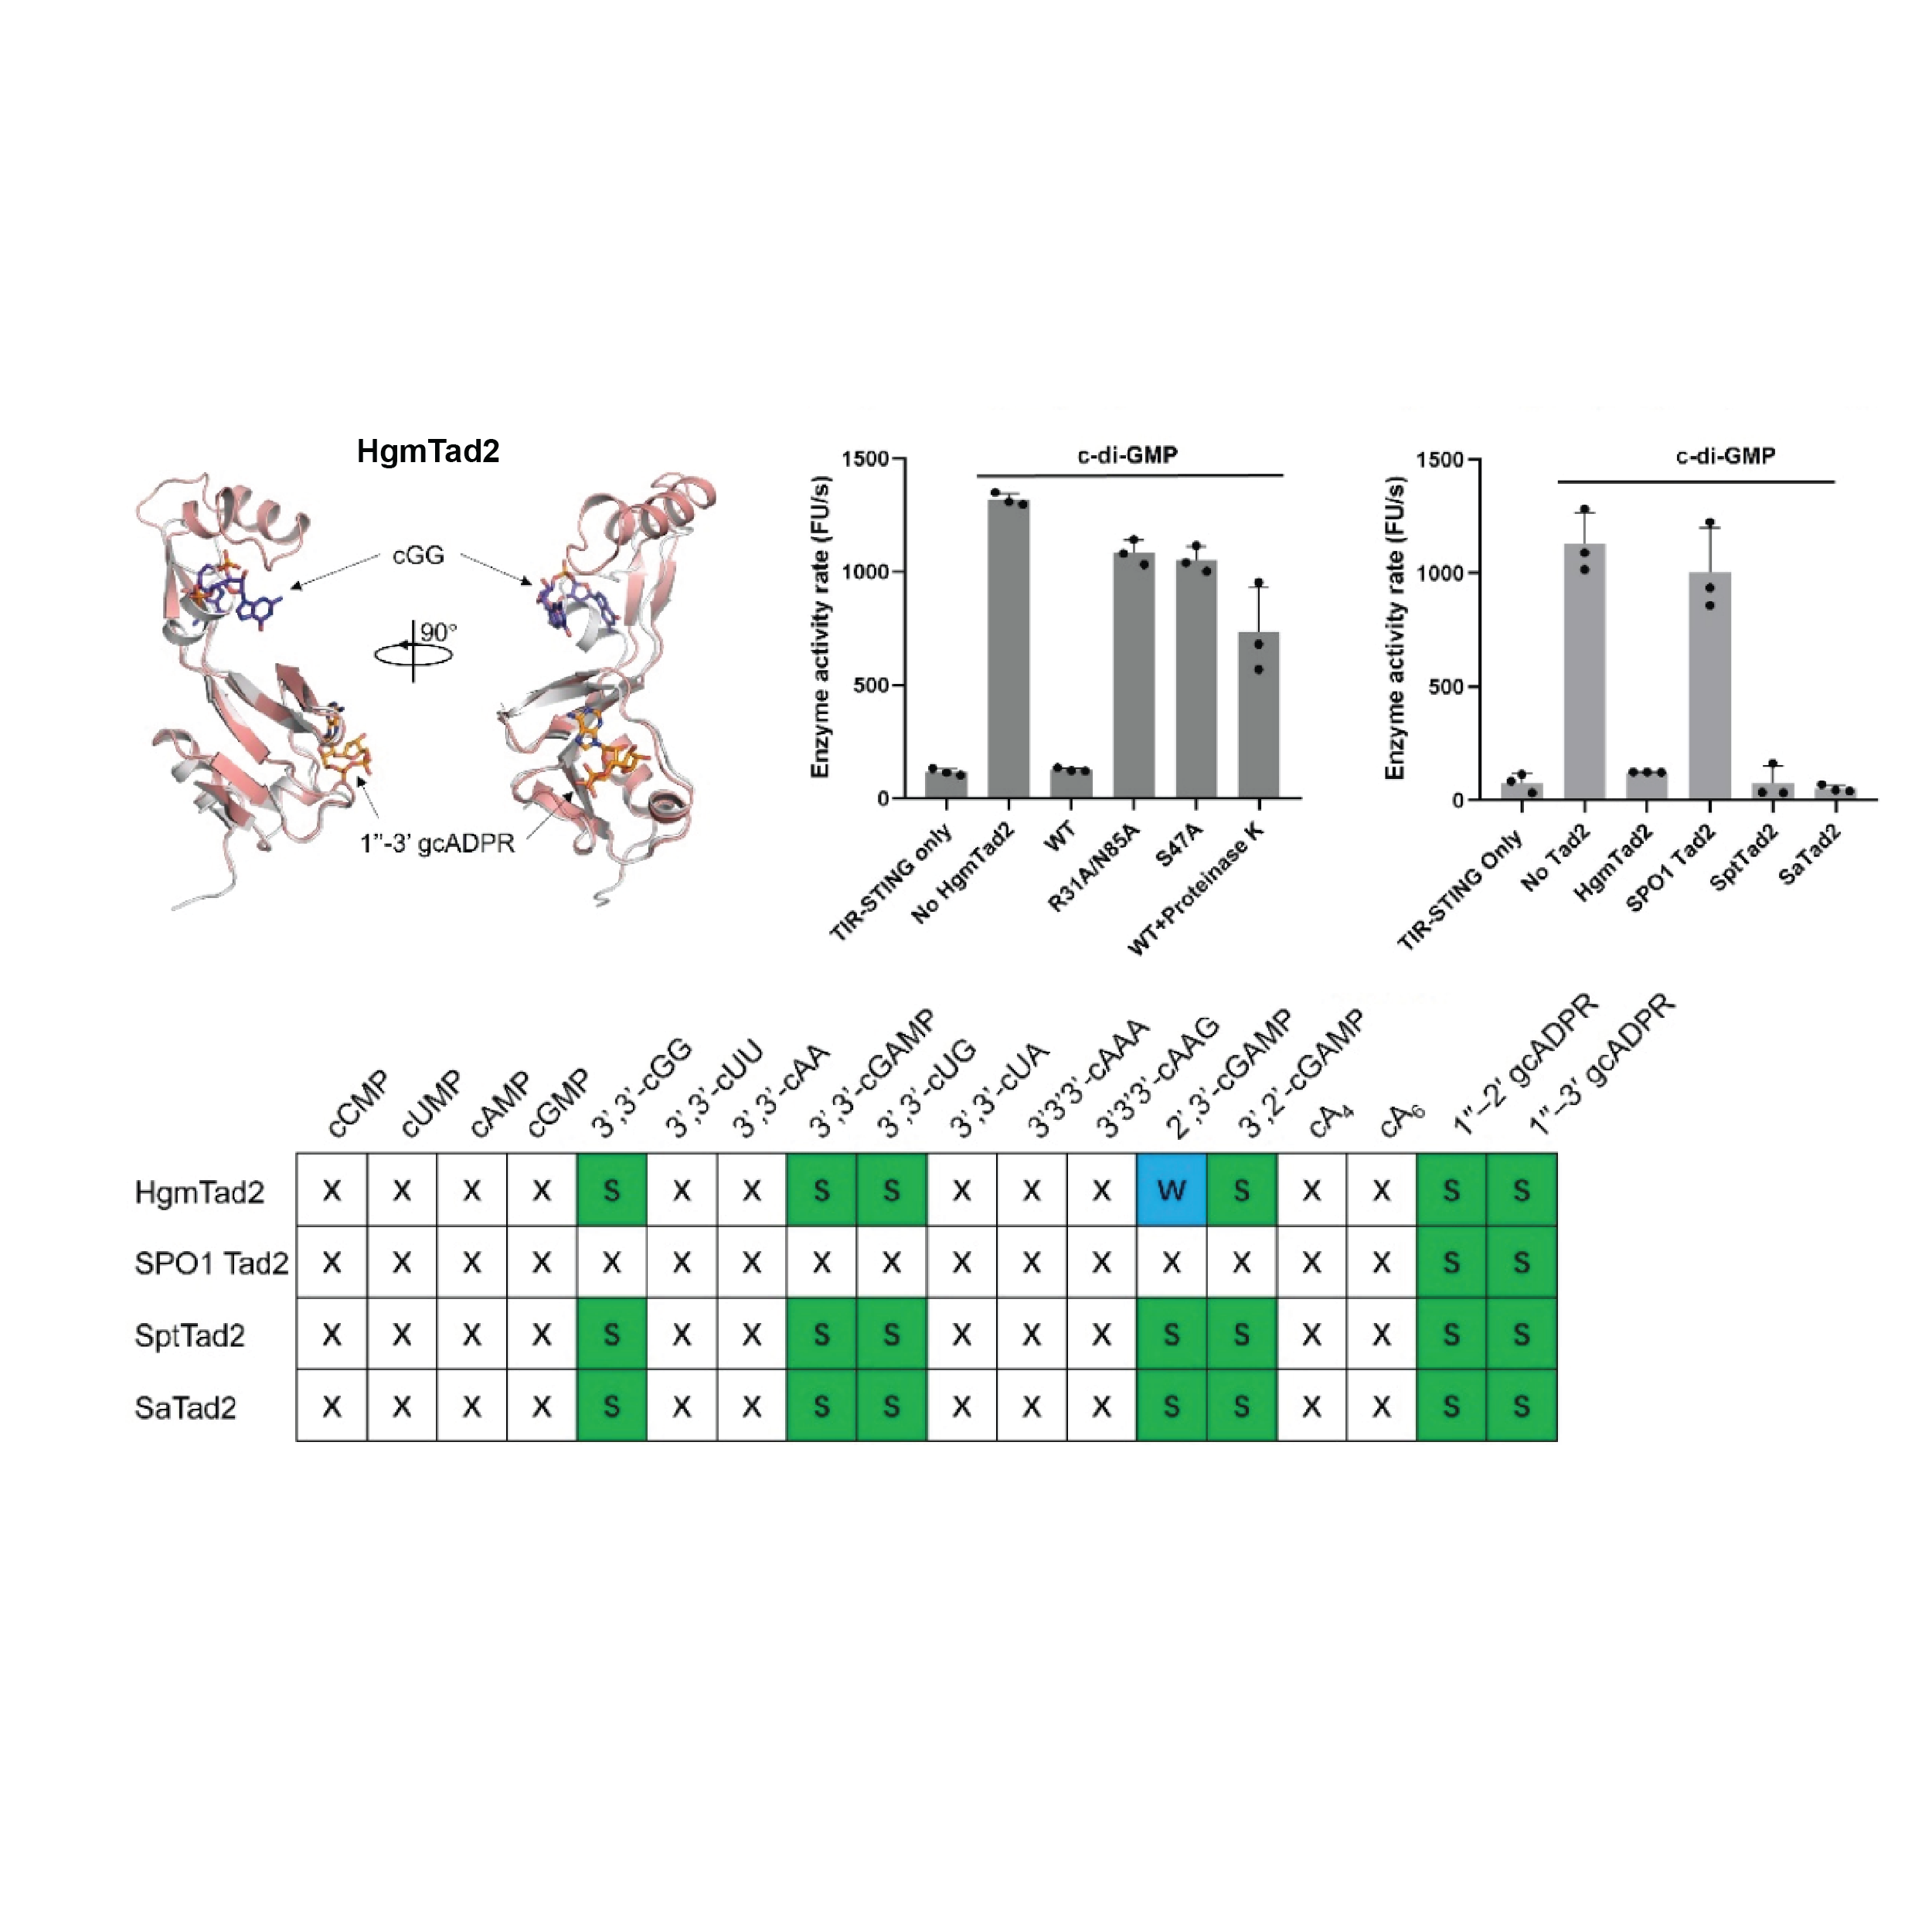 HgmTad2
cGG
90°
1”-3’ gcADPR
c-di-GMP
Enzyme activity rate (FU/s)
1500
1000
500
0
TIR-STING only
No HgmTad2
WT
R31A/N85A
S47A
WT+Proteinase K
c-di-GMP
Enzyme activity rate (FU/s)
1500
1000
500
0
TIR-STING Only
No Tad2
HgmTad2
SPO1 Tad2
SptTad2
SaTad2
cCMP cUMP cAMP cGMP 3’,3’-cGG 3’,3’-cUU 3’,3’-cAA 3’,3’-cGAMP 3’,3’-cUG 3’,3’-cUA 3’3’3’-cAAA 3’3’3’-cAAG 2’,3’-cGAMP 3’,2’-cGAMP cA4 cA6 1”–2’ gcADPR 1”–3’ gcADPR
HgmTad2 X X X X S X X S S X X X W S X X S S
SPO1 Tad2 X X X X X X X X X X X X X X X X S S
SptTad2 X X X X S X X S S X X X S S X X S S
SaTad2 X X X X S X X S S X X X S S X X S S